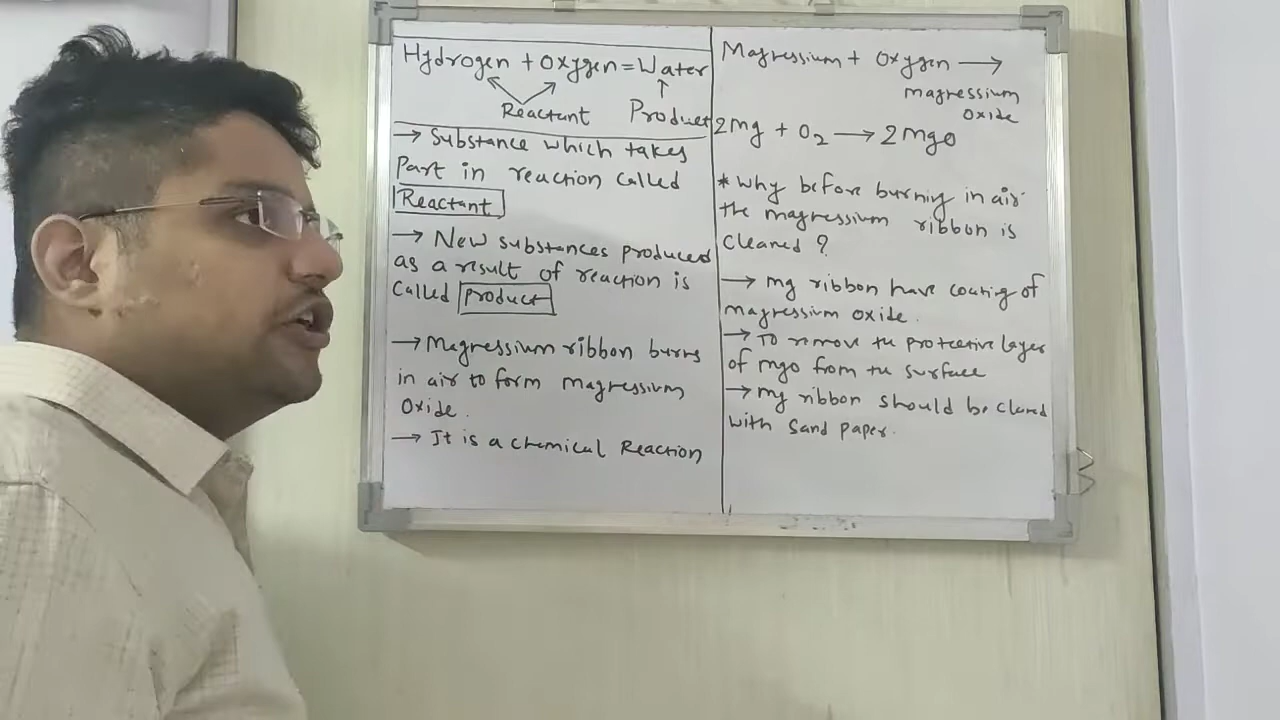 Hydrogen + Oxygen = Water
Reactant Product
→ Substance which takes
Part in reaction called
Reactant
→ New substances produced
as a result of reaction is
called product
→ Magnessium ribbon burns
in air to form magnessium
Oxide.
→ It is a chemical Reaction
Magnessium + Oxygen →
magnessium
oxide
2Mg + O₂ → 2MgO
* Why before burning in air
the magnessium ribbon is
cleaned ?
→ mg ribbon have coating of
magnessium oxide.
→ To remove the protective layer
of mgo from the surface
→ mg ribbon should be claned
with Sand paper.